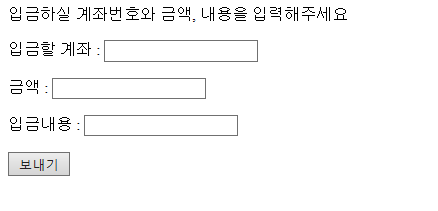 입금하실 계좌번호와 금액, 내용을 입력해주세요
입금할 계좌 :
금액 :
입금내용 :
보내기